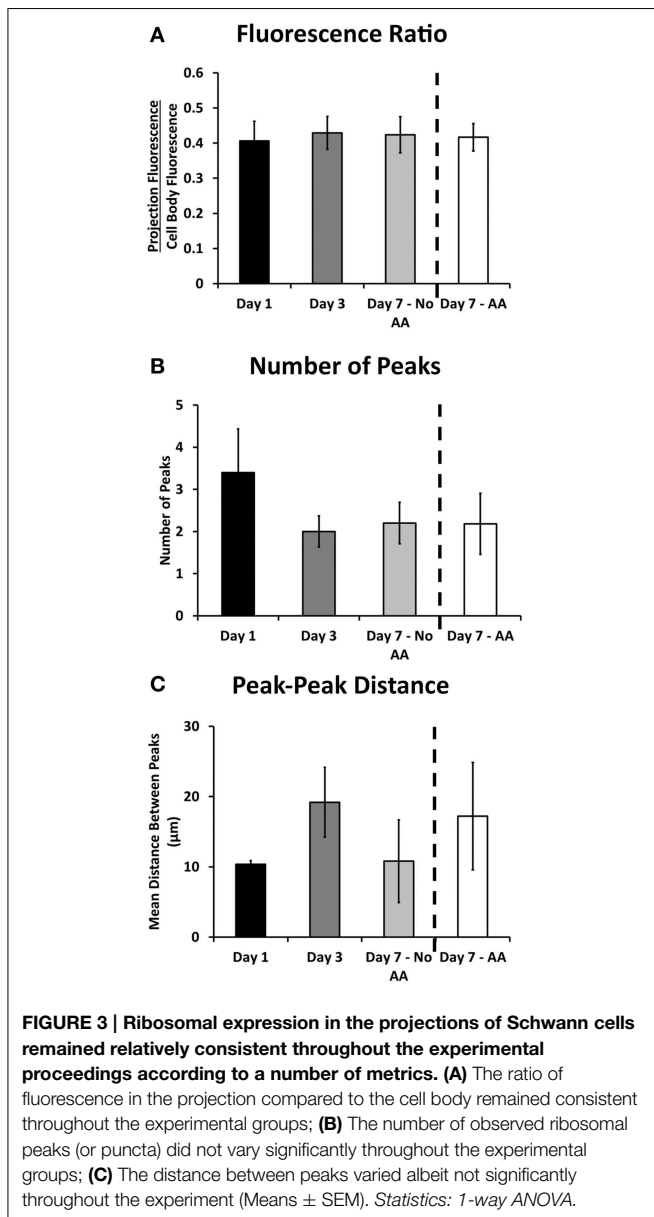 A Fluorescence Ratio
Projection Fluorescence
Cell Body Fluorescence
0.6
0.5
0.4
0.3
0.2
0.1
0
Day 1 Day 3 Day 7 - No AA Day 7 - AA
B Number of Peaks
Number of Peaks
5
4
3
2
1
0
Day 1 Day 3 Day 7 - No AA Day 7 - AA
C Peak-Peak Distance
Mean Distance Between Peaks
(µm)
30
20
10
0
Day 1 Day 3 Day 7 - No AA Day 7 - AA
FIGURE 3 | Ribosomal expression in the projections of Schwann cells
remained relatively consistent throughout the experimental
proceedings according to a number of metrics. (A) The ratio of
fluorescence in the projection compared to the cell body remained consistent
throughout the experimental groups; (B) The number of observed ribosomal
peaks (or puncta) did not vary significantly throughout the experimental
groups; (C) The distance between peaks varied albeit not significantly
throughout the experiment (Means ± SEM). Statistics: 1-way ANOVA.